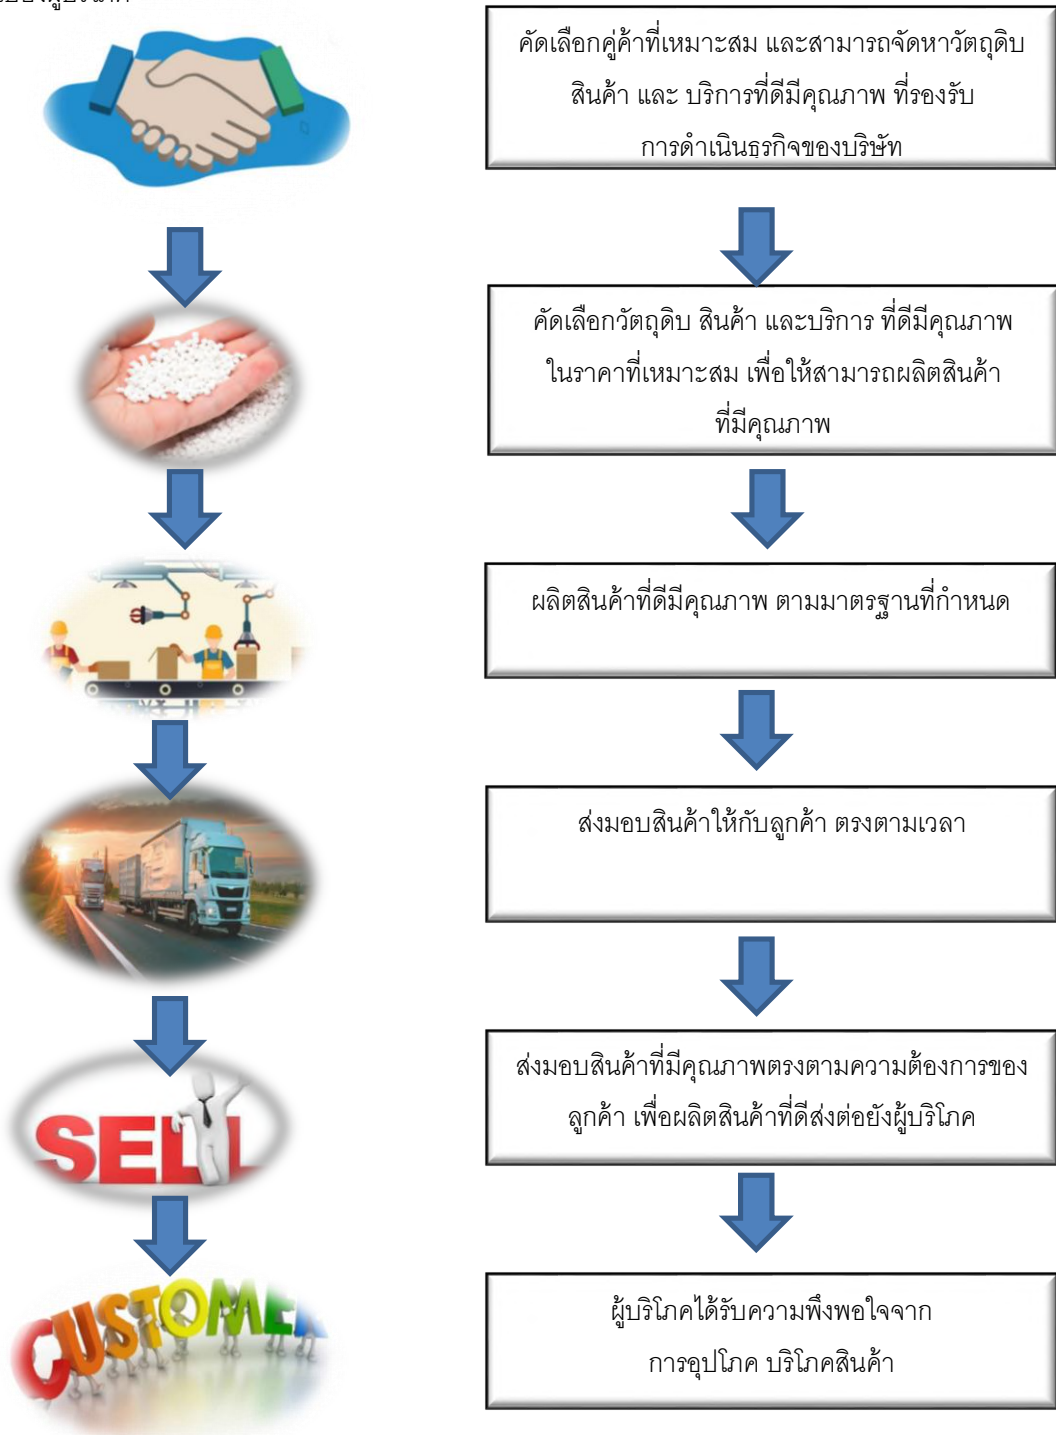 คัดเลือกคู่ค้าที่เหมาะสม และสามารถจัดหาวัตถุดิบ
สินค้า และ บริการที่ดีมีคุณภาพ ที่รองรับ
การดำเนินธุรกิจของบริษัท
คัดเลือกวัตถุดิบ สินค้า และบริการ ที่ดีมีคุณภาพ
ในราคาที่เหมาะสม เพื่อให้สามารถผลิตสินค้า
ที่มีคุณภาพ
ผลิตสินค้าที่ดีมีคุณภาพ ตามมาตรฐานที่กำหนด
ส่งมอบสินค้าให้กับลูกค้า ตรงตามเวลา
SELL
ส่งมอบสินค้าที่มีคุณภาพตรงตามความต้องการของ
ลูกค้า เพื่อผลิตสินค้าที่ดีส่งต่อยังผู้บริโภค
CUSTOMER
ผู้บริโภคได้รับความพึงพอใจจาก
การอุปโภค บริโภคสินค้า